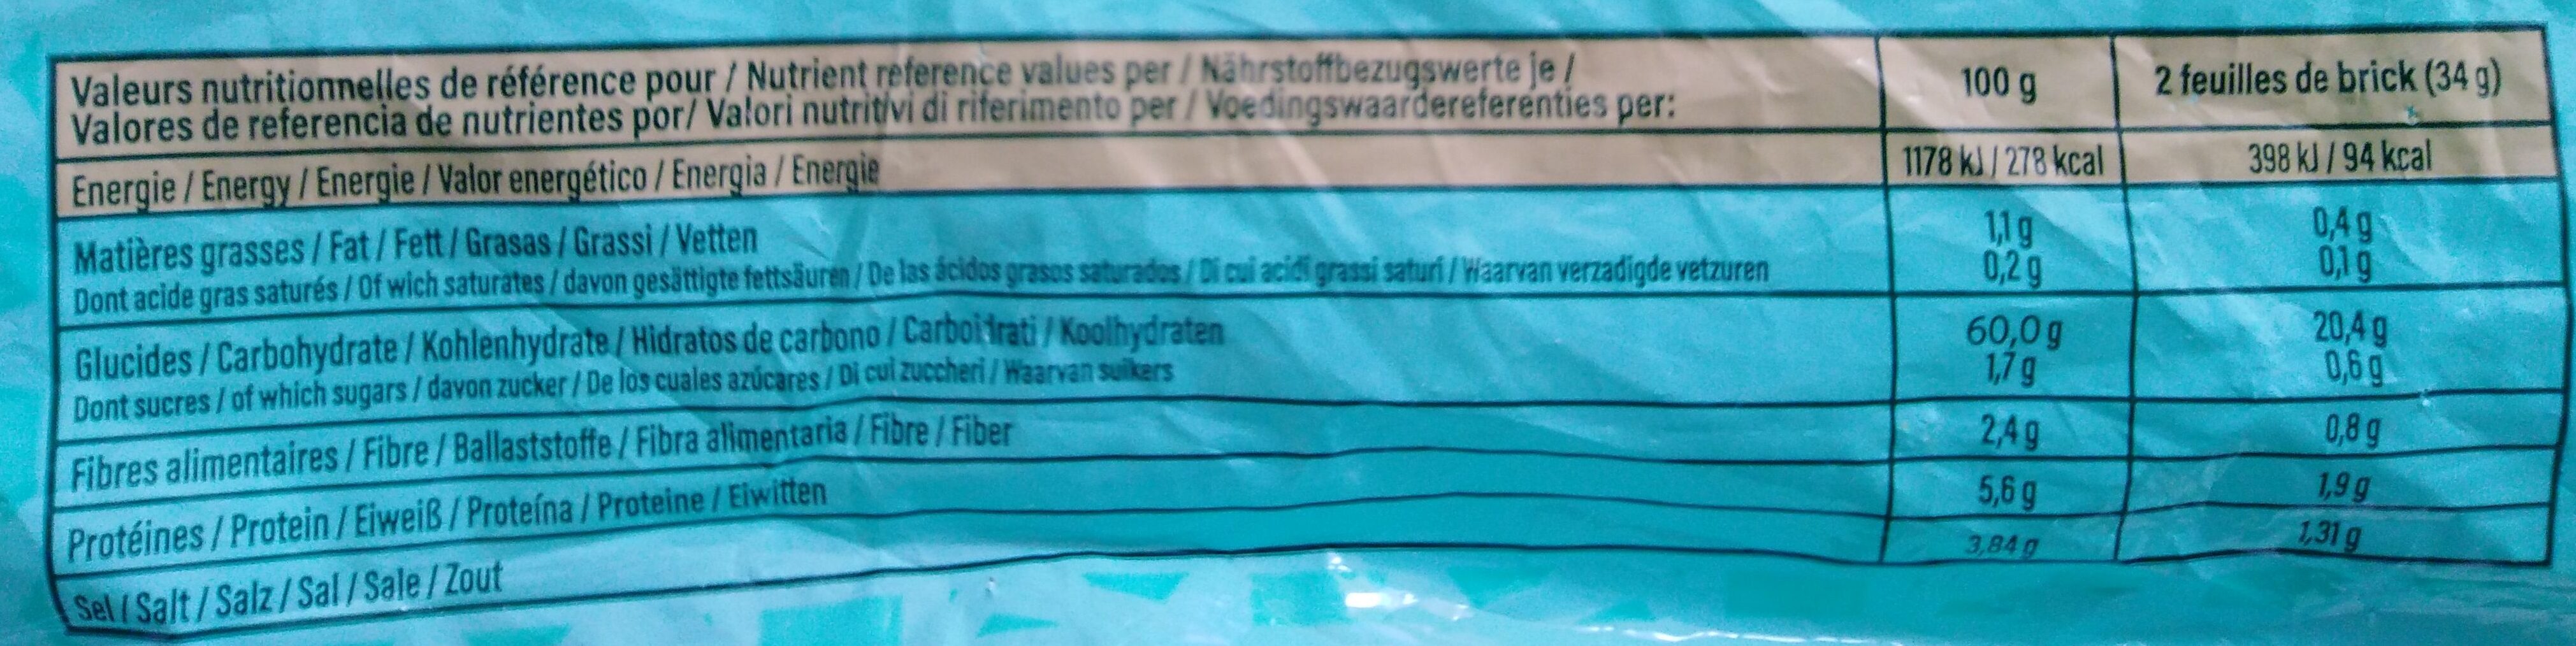 Valeurs nutritionnelles de référence pour / Nutrient reference values per / Nährstoffbezugswerte je /
Valores de referencia de nutrientes por/ Valori nutritivi di riferimento per / Voedingswaardereferenties per:
100 g
2 feuilles de brick (34 g)
Energie / Energy / Energie / Valor energético / Energia / Energie
1178 kJ / 278 kcal
398 kJ / 94 kcal
Matières grasses / Fat / Fett / Grasas / Grassi / Vetten
1,1 g
0,4 g
Dont acide gras saturés / Of wich saturates / davon gesättigte fettsäuren / De las ácidos grasos saturados / Di cui acidi grassi saturi / Waarvan verzadigde vetzuren
0,2 g
0,1 g
Glucides / Carbohydrate / Kohlenhydrate / Hidratos de carbono / Carboidrati / Koolhydraten
60,0 g
20,4 g
Dont sucres / of which sugars / davon zucker / De los cuales azúcares / Di cui zuccheri / Waarvan suikers
1,7 g
0,6 g
Fibres alimentaires / Fibre / Ballaststoffe / Fibra alimentaria / Fibre / Fiber
2,4 g
0,8 g
Protéines / Protein / Eiweiß / Proteína / Proteine / Eiwitten
5,6 g
1,9 g
Sel / Salt / Salz / Sal / Sale / Zout
3,84 g
1,31 g